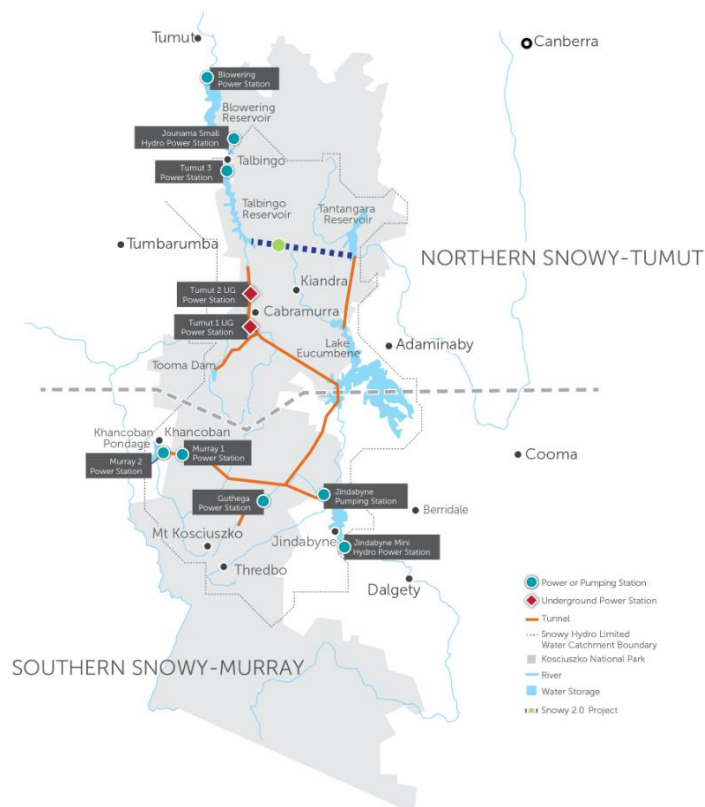 Tumut
Canberra
Blowering
Power Station
Blowering
Reservoir
Jounama Small
Hydro Power Station
Talbingo
Tumut 3
Power Station
Talbingo
Reservoir
Tantangara
Reservoir
Tumbarumba
NORTHERN SNOWY-TUMUT
Kiandra
Tumut 2 UG
Power Station
Cabramurra
Tumut 1 UG
Power Station
Lake
Eucumbene
Adaminaby
Tooma Dam
Khancoban
Pondage
Khancoban
Murray 1
Power Station
Murray 2
Power Station
Cooma
Guthega
Power Station
Jindabyne
Pumping Station
Berridale
Mt Kosciuszko
Jindabyne
Jindabyne Mini
Hydro Power Station
Thredbo
Dalgety
SOUTHERN SNOWY-MURRAY
Power or Pumping Station
Underground Power Station
Tunnel
Snowy Hydro Limited
Water Catchment Boundary
Kosciuszko National Park
River
Water Storage
Snowy 2.0 Project